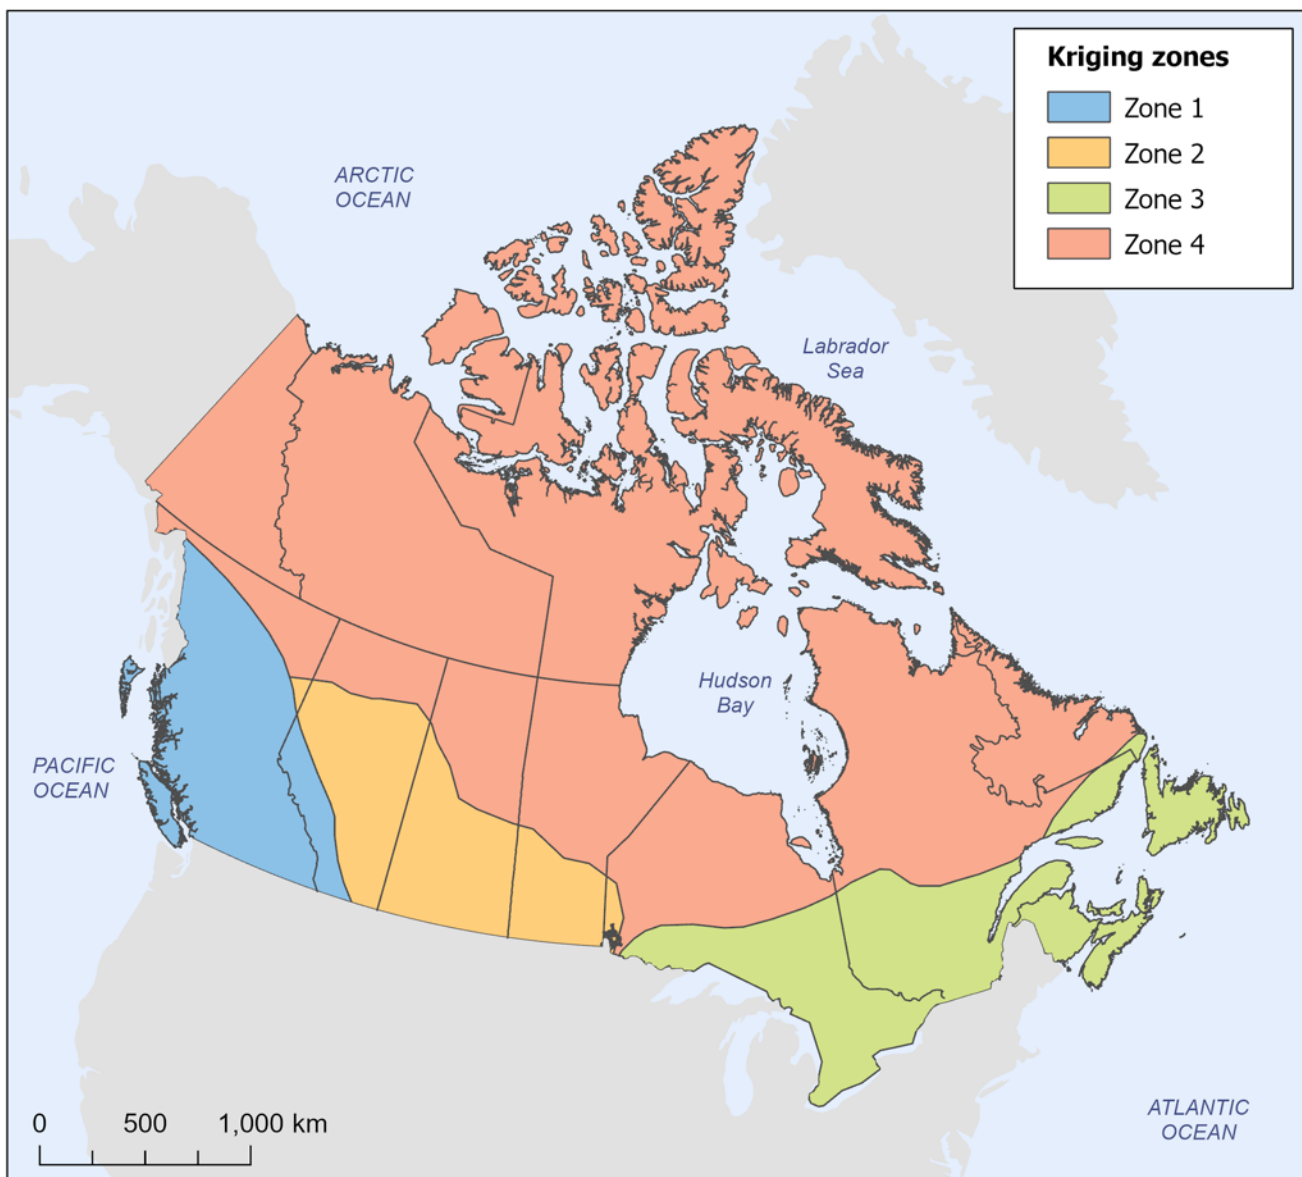 Kriging zones
Zone 1
Zone 2
Zone 3
Zone 4
ARCTIC
OCEAN
Labrador
Sea
Hudson
Bay
PACIFIC
OCEAN
0 500 1,000 km
ATLANTIC
OCEAN